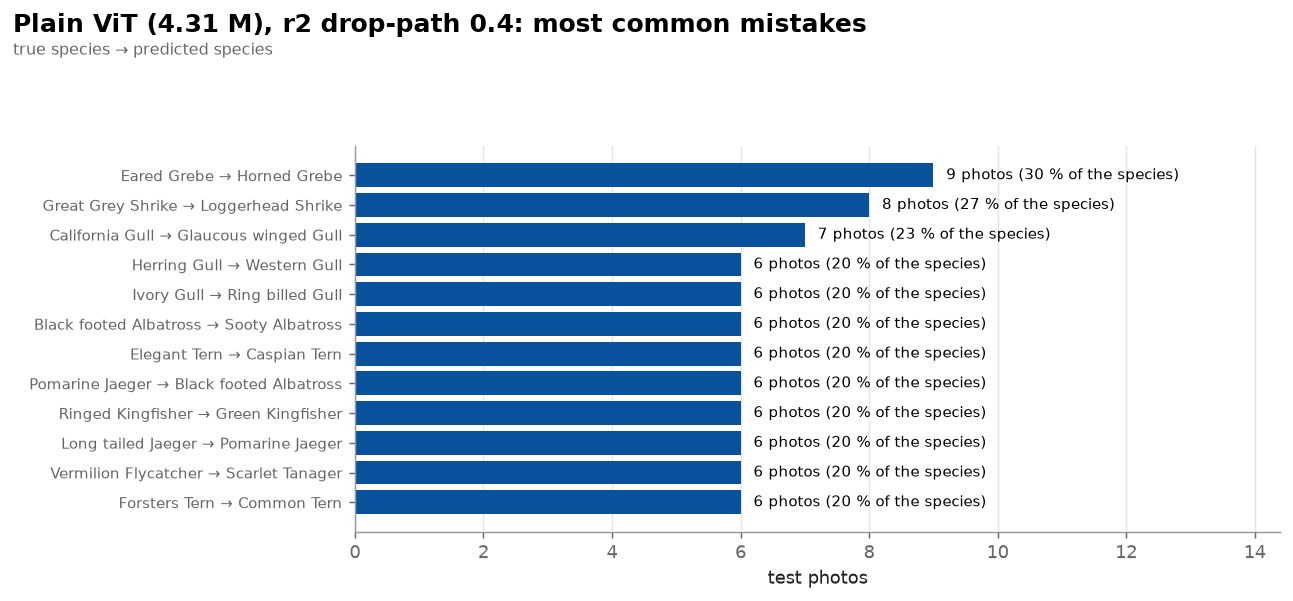 Plain ViT (4.31 M), r2 drop-path 0.4: most common mistakes
true species → predicted species
Eared Grebe → Horned Grebe 9 photos (30 % of the species)
Great Grey Shrike → Loggerhead Shrike 8 photos (27 % of the species)
California Gull → Glaucous winged Gull 7 photos (23 % of the species)
Herring Gull → Western Gull 6 photos (20 % of the species)
Ivory Gull → Ring billed Gull 6 photos (20 % of the species)
Black footed Albatross → Sooty Albatross 6 photos (20 % of the species)
Elegant Tern → Caspian Tern 6 photos (20 % of the species)
Pomarine Jaeger → Black footed Albatross 6 photos (20 % of the species)
Ringed Kingfisher → Green Kingfisher 6 photos (20 % of the species)
Long tailed Jaeger → Pomarine Jaeger 6 photos (20 % of the species)
Vermilion Flycatcher → Scarlet Tanager 6 photos (20 % of the species)
Forsters Tern → Common Tern 6 photos (20 % of the species)
0 2 4 6 8 10 12 14
test photos